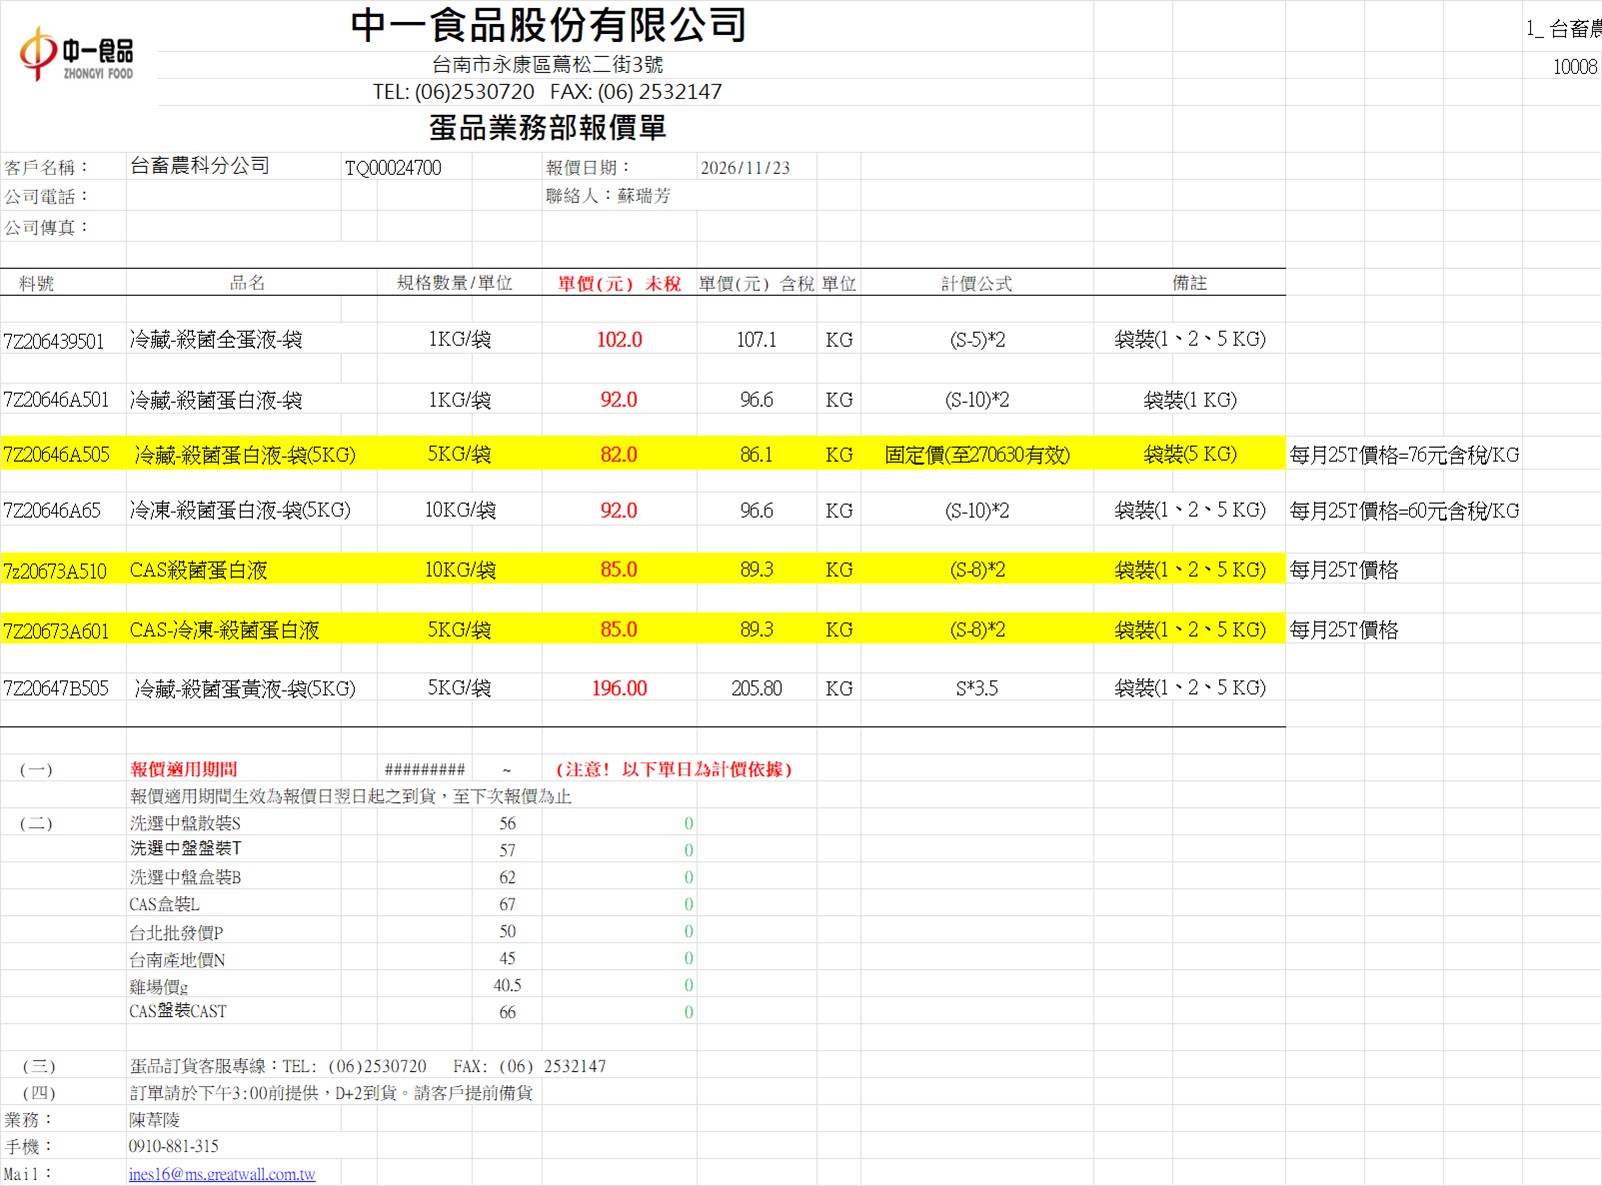 中一食品股份有限公司
1_ 台畜農
中一食品
ZHONGYI FOOD
台南市永康區蔦松二街3號
10008
TEL: (06)2530720 FAX: (06) 2532147
蛋品業務部報價單
客戶名稱： 台畜農科分公司 TQ00024700 報價日期： 2026/11/23
公司電話： 聯絡人：蘇瑞芳
公司傳真：
料號 品名 規格數量/單位 單價(元) 未稅 單價(元) 含稅 單位 計價公式 備註
7Z206439501 冷藏-殺菌全蛋液-袋 1KG/袋 102.0 107.1 KG (S-5)*2 袋裝(1、2、5 KG)
7Z20646A501 冷藏-殺菌蛋白液-袋 1KG/袋 92.0 96.6 KG (S-10)*2 袋裝(1 KG)
7Z20646A505 冷藏-殺菌蛋白液-袋(5KG) 5KG/袋 82.0 86.1 KG 固定價(至270630有效) 袋裝(5 KG) 每月25T價格=76元含稅/KG
7Z20646A65 冷凍-殺菌蛋白液-袋(5KG) 10KG/袋 92.0 96.6 KG (S-10)*2 袋裝(1、2、5 KG) 每月25T價格=60元含稅/KG
7z20673A510 CAS殺菌蛋白液 10KG/袋 85.0 89.3 KG (S-8)*2 袋裝(1、2、5 KG) 每月25T價格
7Z20673A601 CAS-冷凍-殺菌蛋白液 5KG/袋 85.0 89.3 KG (S-8)*2 袋裝(1、2、5 KG) 每月25T價格
7Z20647B505 冷藏-殺菌蛋黃液-袋(5KG) 5KG/袋 196.00 205.80 KG S*3.5 袋裝(1、2、5 KG)
(一) 報價適用期間 ######### ~ (注意! 以下單日為計價依據)
報價適用期間生效為報價日翌日起之到貨，至下次報價為止
(二) 洗選中盤散裝S 56 0
洗選中盤盤裝T 57 0
洗選中盤盒裝B 62 0
CAS盒裝L 67 0
台北批發價P 50 0
台南產地價N 45 0
雞場價g 40.5 0
CAS盤裝CAST 66 0
(三) 蛋品訂貨客服專線：TEL: (06)2530720 FAX: (06) 2532147
(四) 訂單請於下午3:00前提供，D+2到貨。請客戶提前備貨
業務： 陳葦陵
手機： 0910-881-315
Mail： ines16@ms.greatwall.com.tw